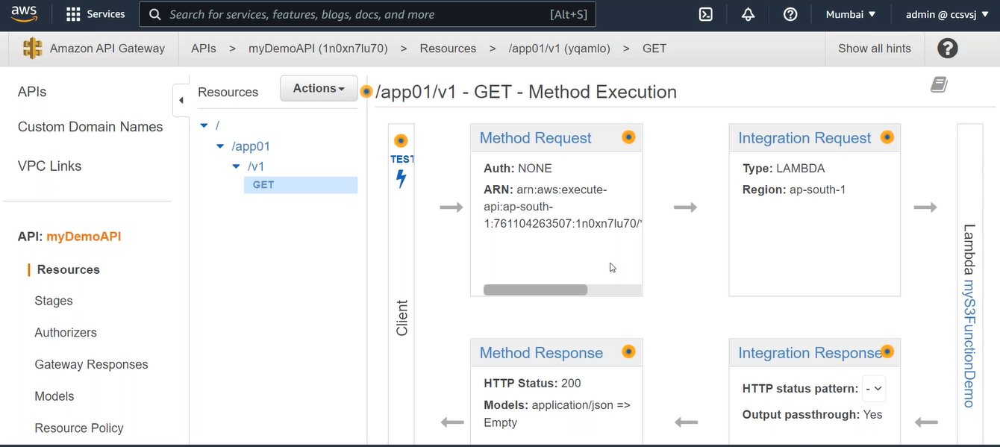 aws
Services
Search for services, features, blogs, docs, and more
[Alt+S]
Mumbai
admin @ ccsvsj
Amazon API Gateway
APIs > myDemoAPI (1n0xn7lu70) > Resources > /app01/v1 (yqamlo) > GET
Show all hints
?
APIs
Custom Domain Names
VPC Links
API: myDemoAPI
Resources
Stages
Authorizers
Gateway Responses
Models
Resource Policy
Resources
Actions
/
/app01
/v1
GET
/app01/v1 - GET - Method Execution
TEST
Client
Method Request
Auth: NONE
ARN: arn:aws:execute-
api:ap-south-
1:761104263507:1n0xn7lu70/
Integration Request
Type: LAMBDA
Region: ap-south-1
Lambda myS3FunctionDemo
Method Response
HTTP Status: 200
Models: application/json =>
Empty
Integration Response
HTTP status pattern: -
Output passthrough: Yes